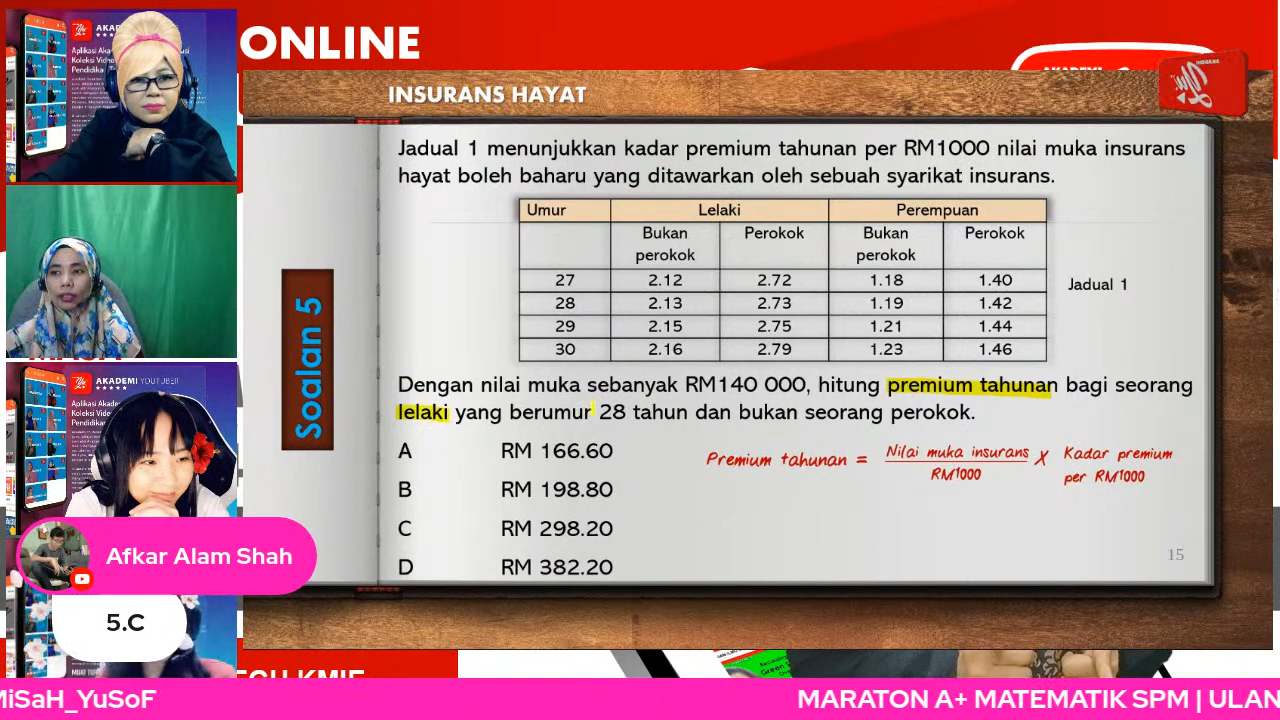 ONLINE
INSURANS HAYAT
Jadual 1 menunjukkan kadar premium tahunan per RM1000 nilai muka insurans
hayat boleh baharu yang ditawarkan oleh sebuah syarikat insurans.
Umur Lelaki Perempuan
Bukan perokok Perokok Bukan perokok Perokok
27 2.12 2.72 1.18 1.40
28 2.13 2.73 1.19 1.42
29 2.15 2.75 1.21 1.44
30 2.16 2.79 1.23 1.46
Jadual 1
Soalan 5
Dengan nilai muka sebanyak RM140 000, hitung premium tahunan bagi seorang
lelaki yang berumur 28 tahun dan bukan seorang perokok.
A RM 166.60
B RM 198.80
C RM 298.20
D RM 382.20
Premium tahunan = Nilai muka insurans X Kadar premium
RM1000 per RM1000
15
AKADEMI YOUTUBER
Afkar Alam Shah
5.C
MiSaH_YuSoF
MARATON A+ MATEMATIK SPM | ULAN